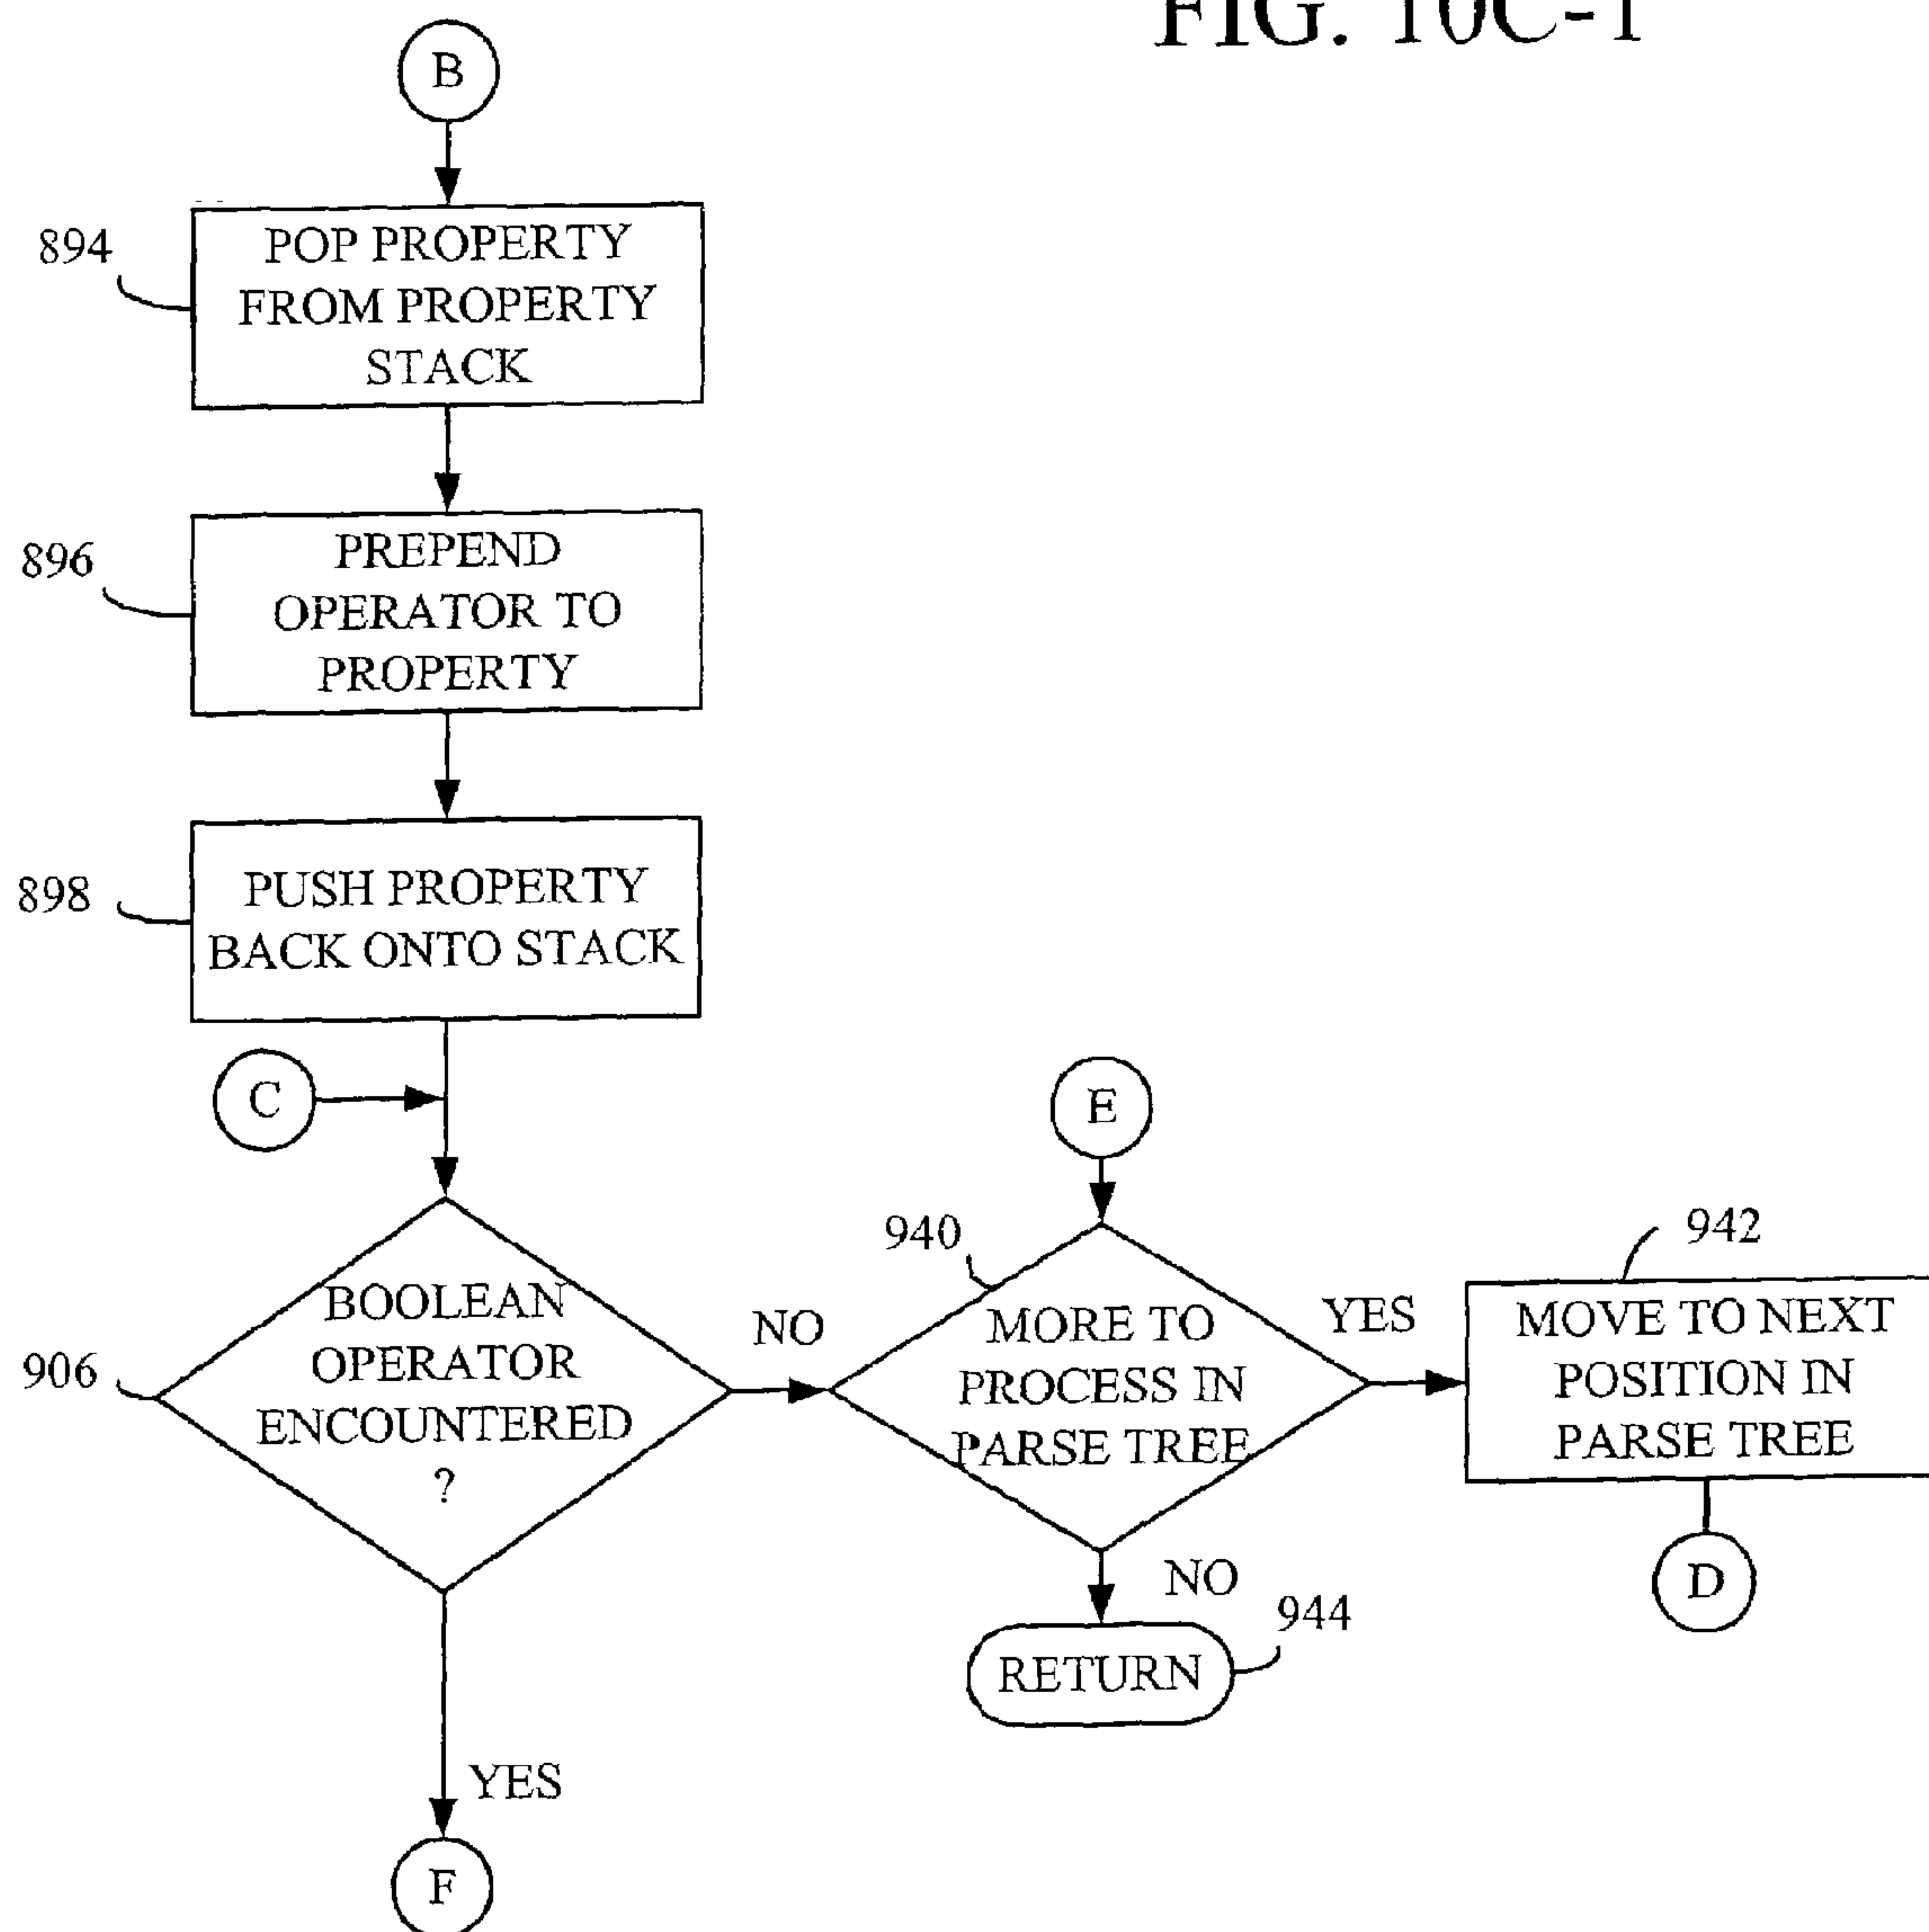 FIG. 10C-1
B
894
POP PROPERTY
FROM PROPERTY
STACK
896
PREPEND
OPERATOR TO
PROPERTY
898
PUSH PROPERTY
BACK ONTO STACK
C
E
906
BOOLEAN
OPERATOR
ENCOUNTERED
?
NO
940
MORE TO
PROCESS IN
PARSE TREE
YES
942
MOVE TO NEXT
POSITION IN
PARSE TREE
D
NO
944
RETURN
YES
F